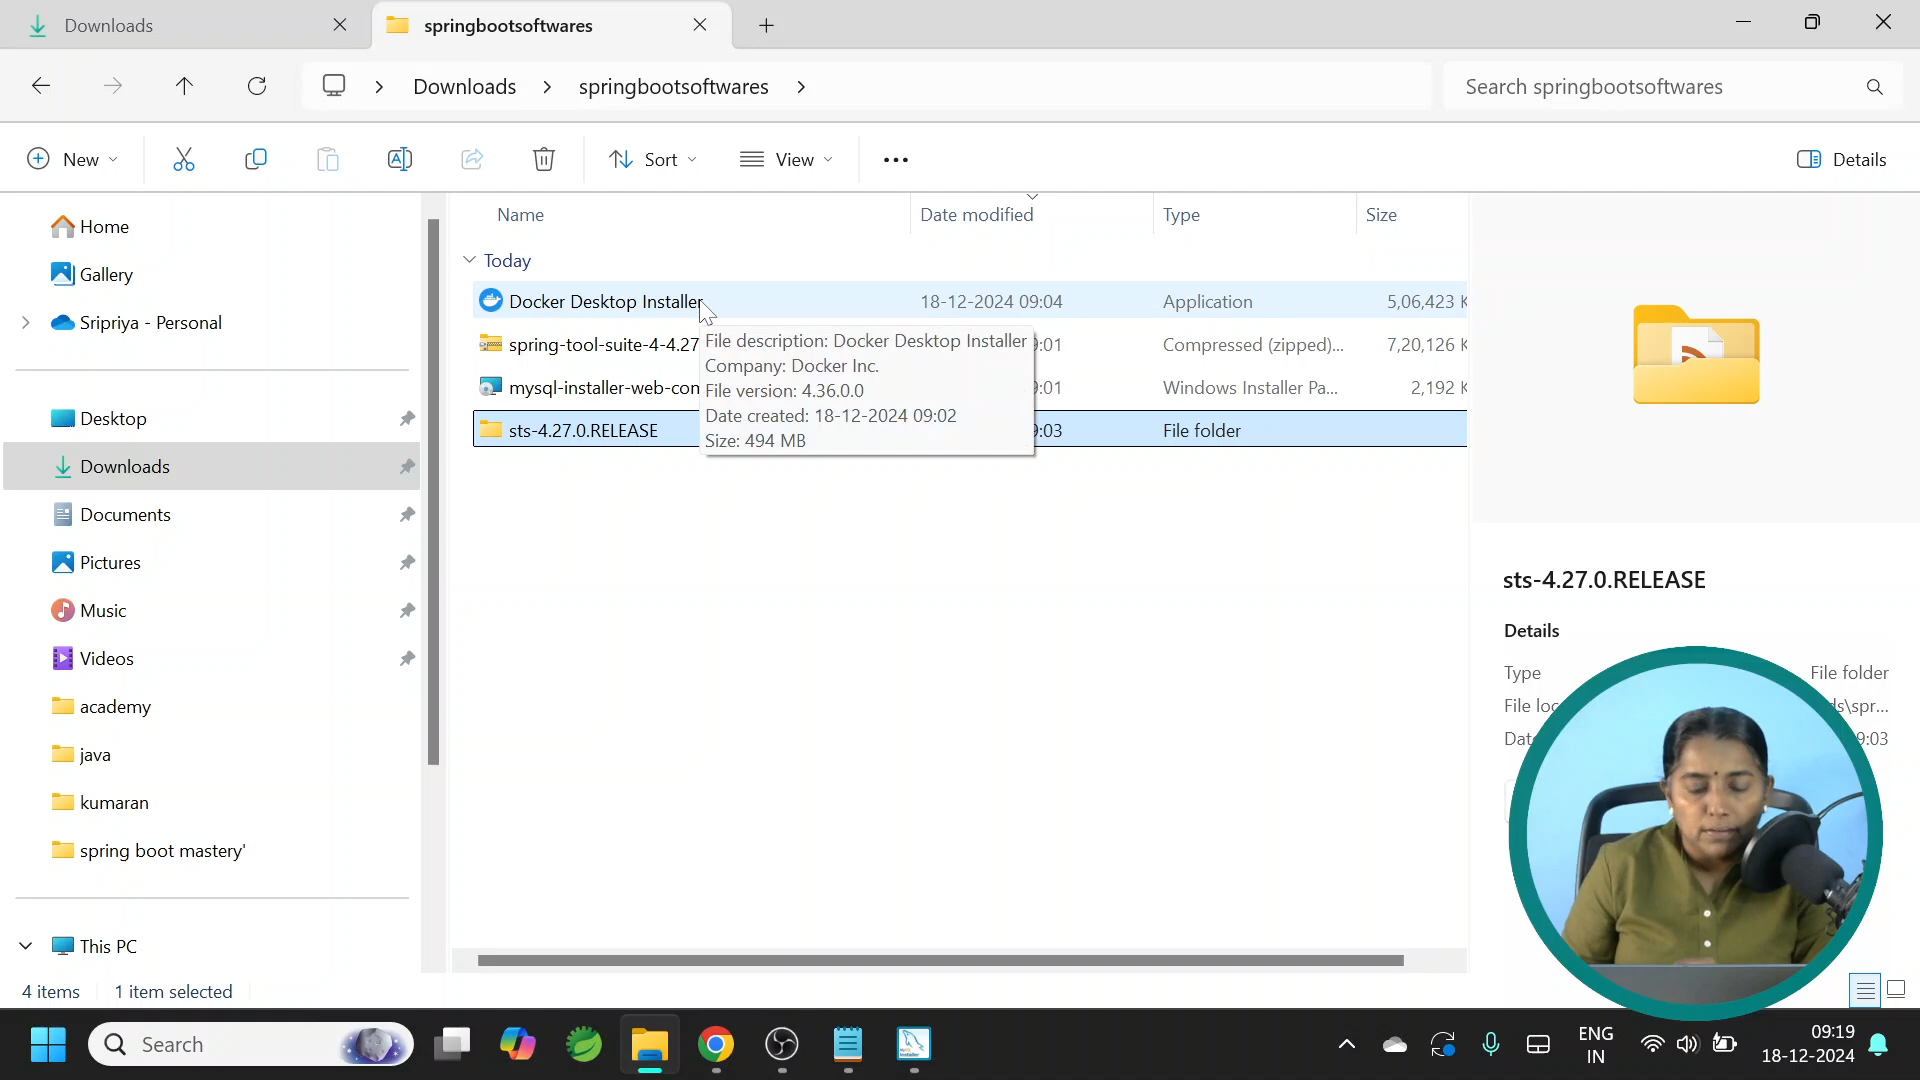 Downloads
springbootsoftwares
Downloads
springbootsoftwares
Search springbootsoftwares
New
Sort
View
Details
Name
Date modified
Type
Size
Home
Gallery
Sripriya - Personal
Desktop
Downloads
Documents
Pictures
Music
Videos
academy
java
kumaran
spring boot mastery'
This PC
Today
Docker Desktop Installer 18-12-2024 09:04 Application 5,06,423 K
spring-tool-suite-4-4.27 Compressed (zipped)... 7,20,126 K
mysql-installer-web-con Windows Installer Pa... 2,192 K
sts-4.27.0.RELEASE File folder
File description: Docker Desktop Installer
Company: Docker Inc.
File version: 4.36.0.0
Date created: 18-12-2024 09:02
Size: 494 MB
sts-4.27.0.RELEASE
Details
Type File folder
File loc ds\spr...
4 items 1 item selected
Search
ENG
IN
09:19
18-12-2024